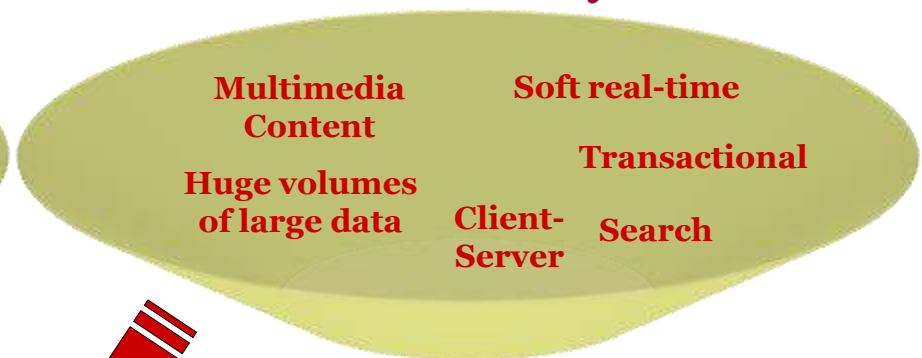 Multimedia
Content
Soft real-time
Transactional
Huge volumes
of large data
Client-
Server
Search